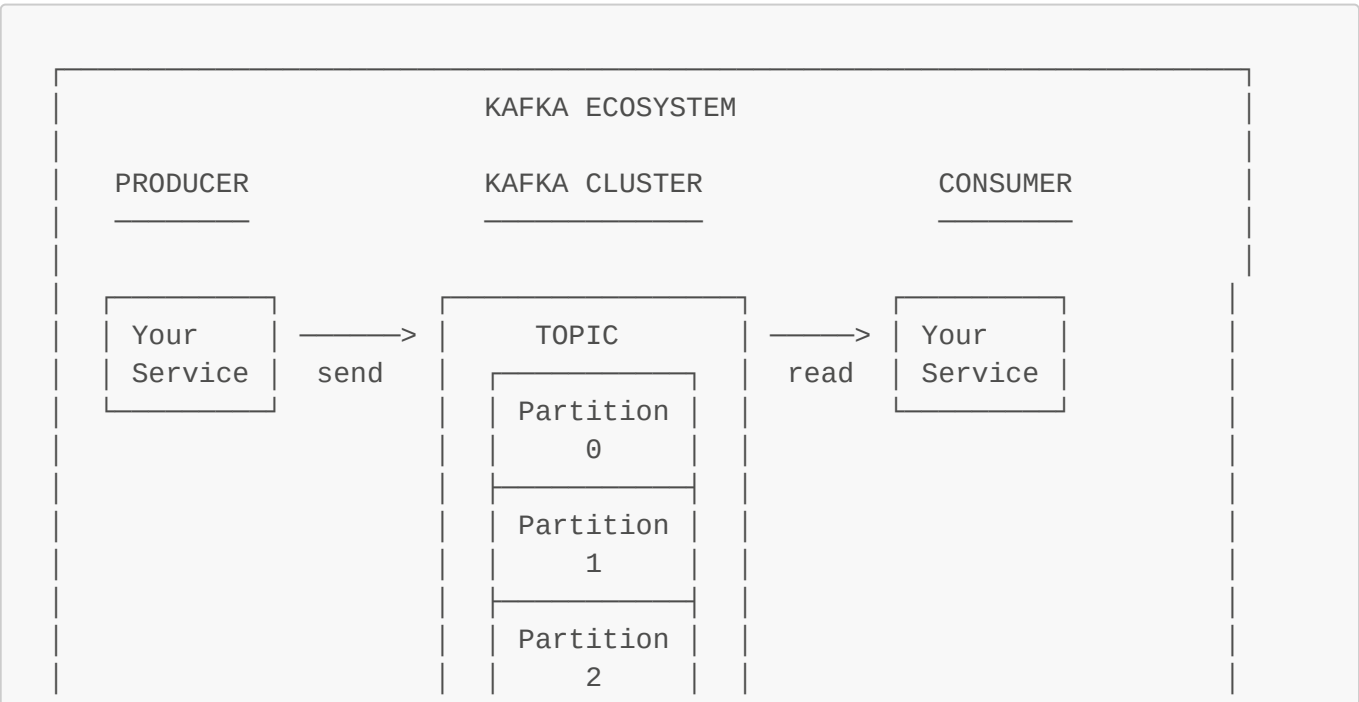 KAFKA ECOSYSTEM
PRODUCER KAFKA CLUSTER CONSUMER
Your ──────> TOPIC ─────> Your
Service send read Service
Partition
0
Partition
1
Partition
2